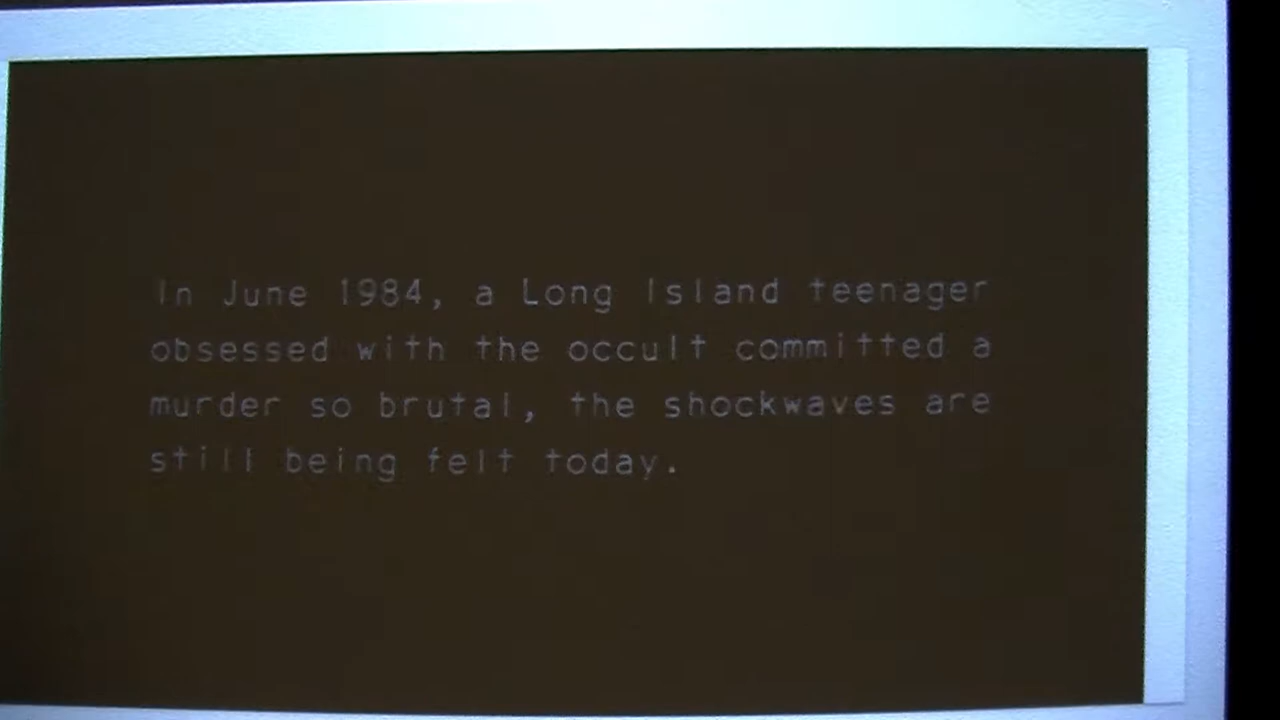 In June 1984, a Long Island teenager
obsessed with the occult committed a
murder so brutal, the shockwaves are
still being felt today.